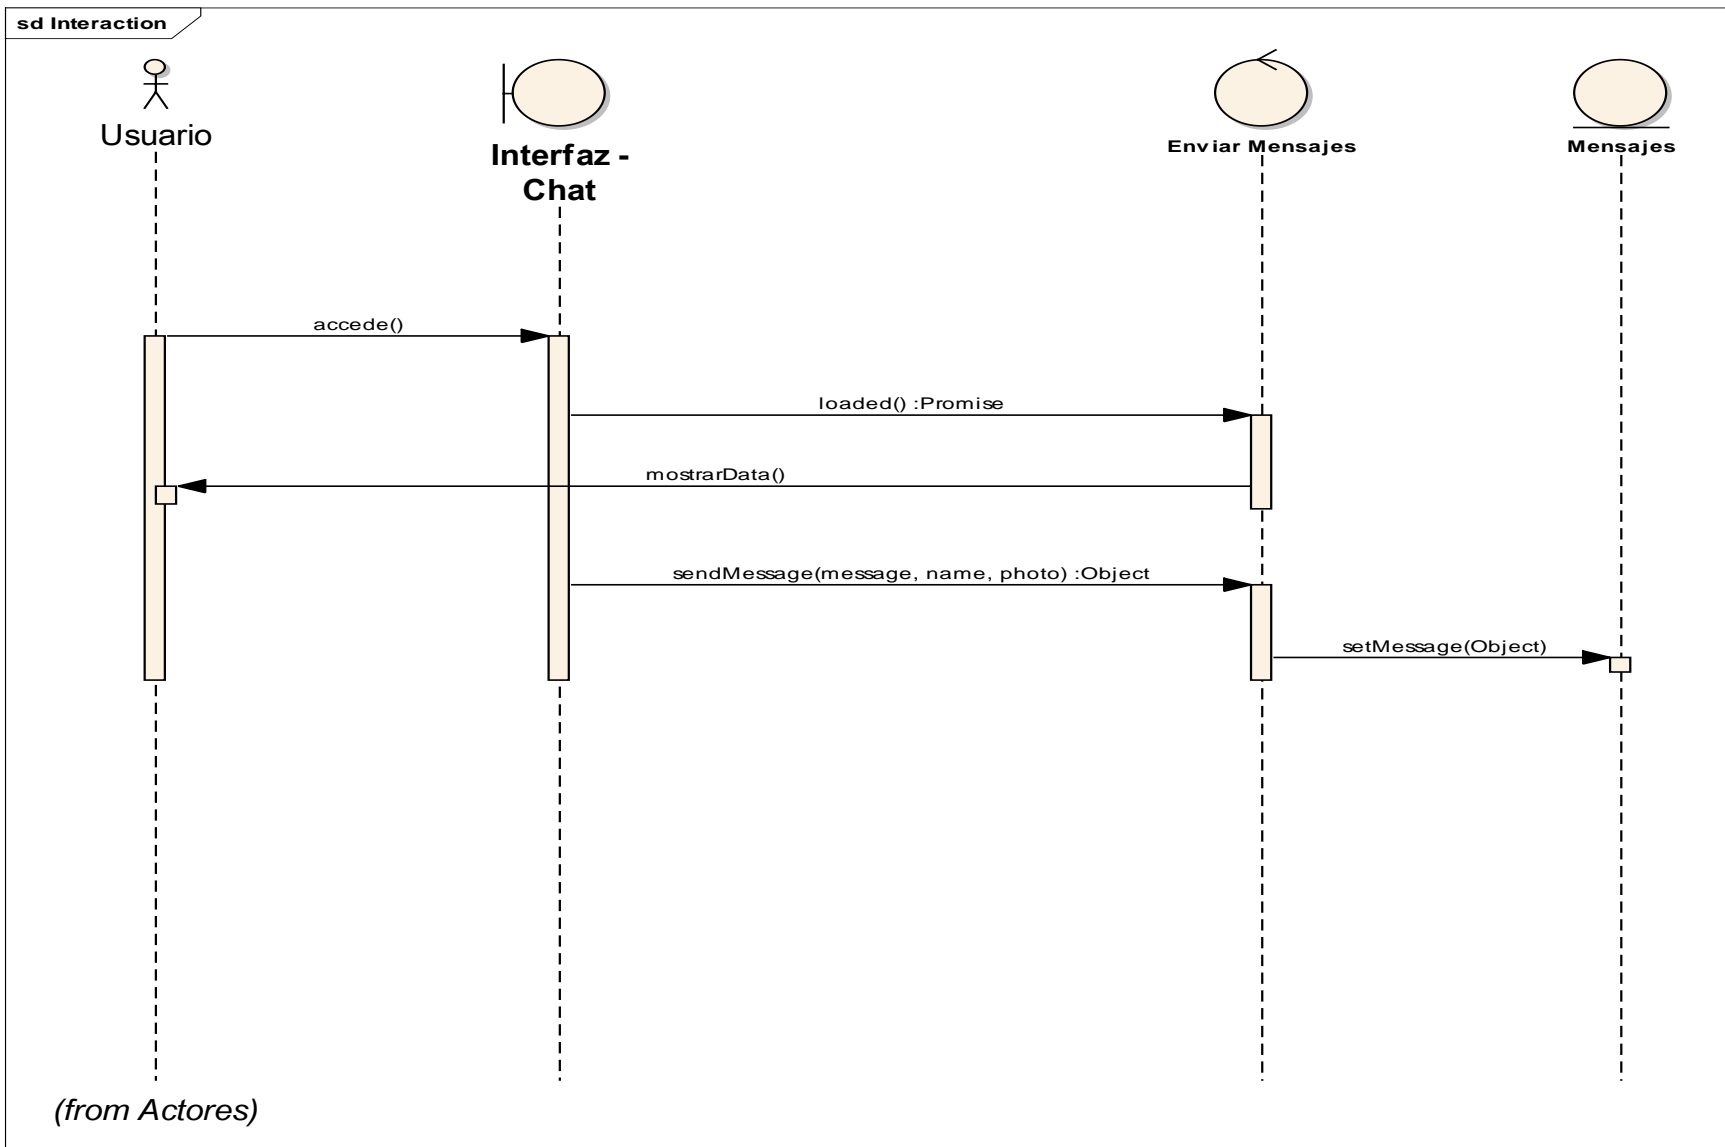 sd Interaction
Usuario
Interfaz -
Chat
Enviar Mensajes
Mensajes
accede()
loaded() :Promise
mostrarData()
sendMessage(message, name, photo) :Object
setMessage(Object)
(from Actores)